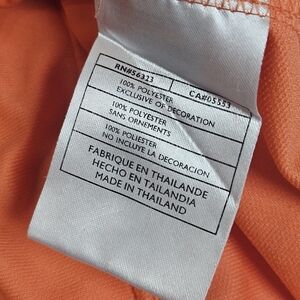 RN#56323 CA#05553
100% POLYESTER
EXCLUSIVE OF DECORATION
100% POLYESTER
SANS ORNEMENTS
100% POLIESTER
NO INCLUYE LA DECORACION
FABRIQUE EN THAILANDE
HECHO EN TAILANDIA
MADE IN THAILAND